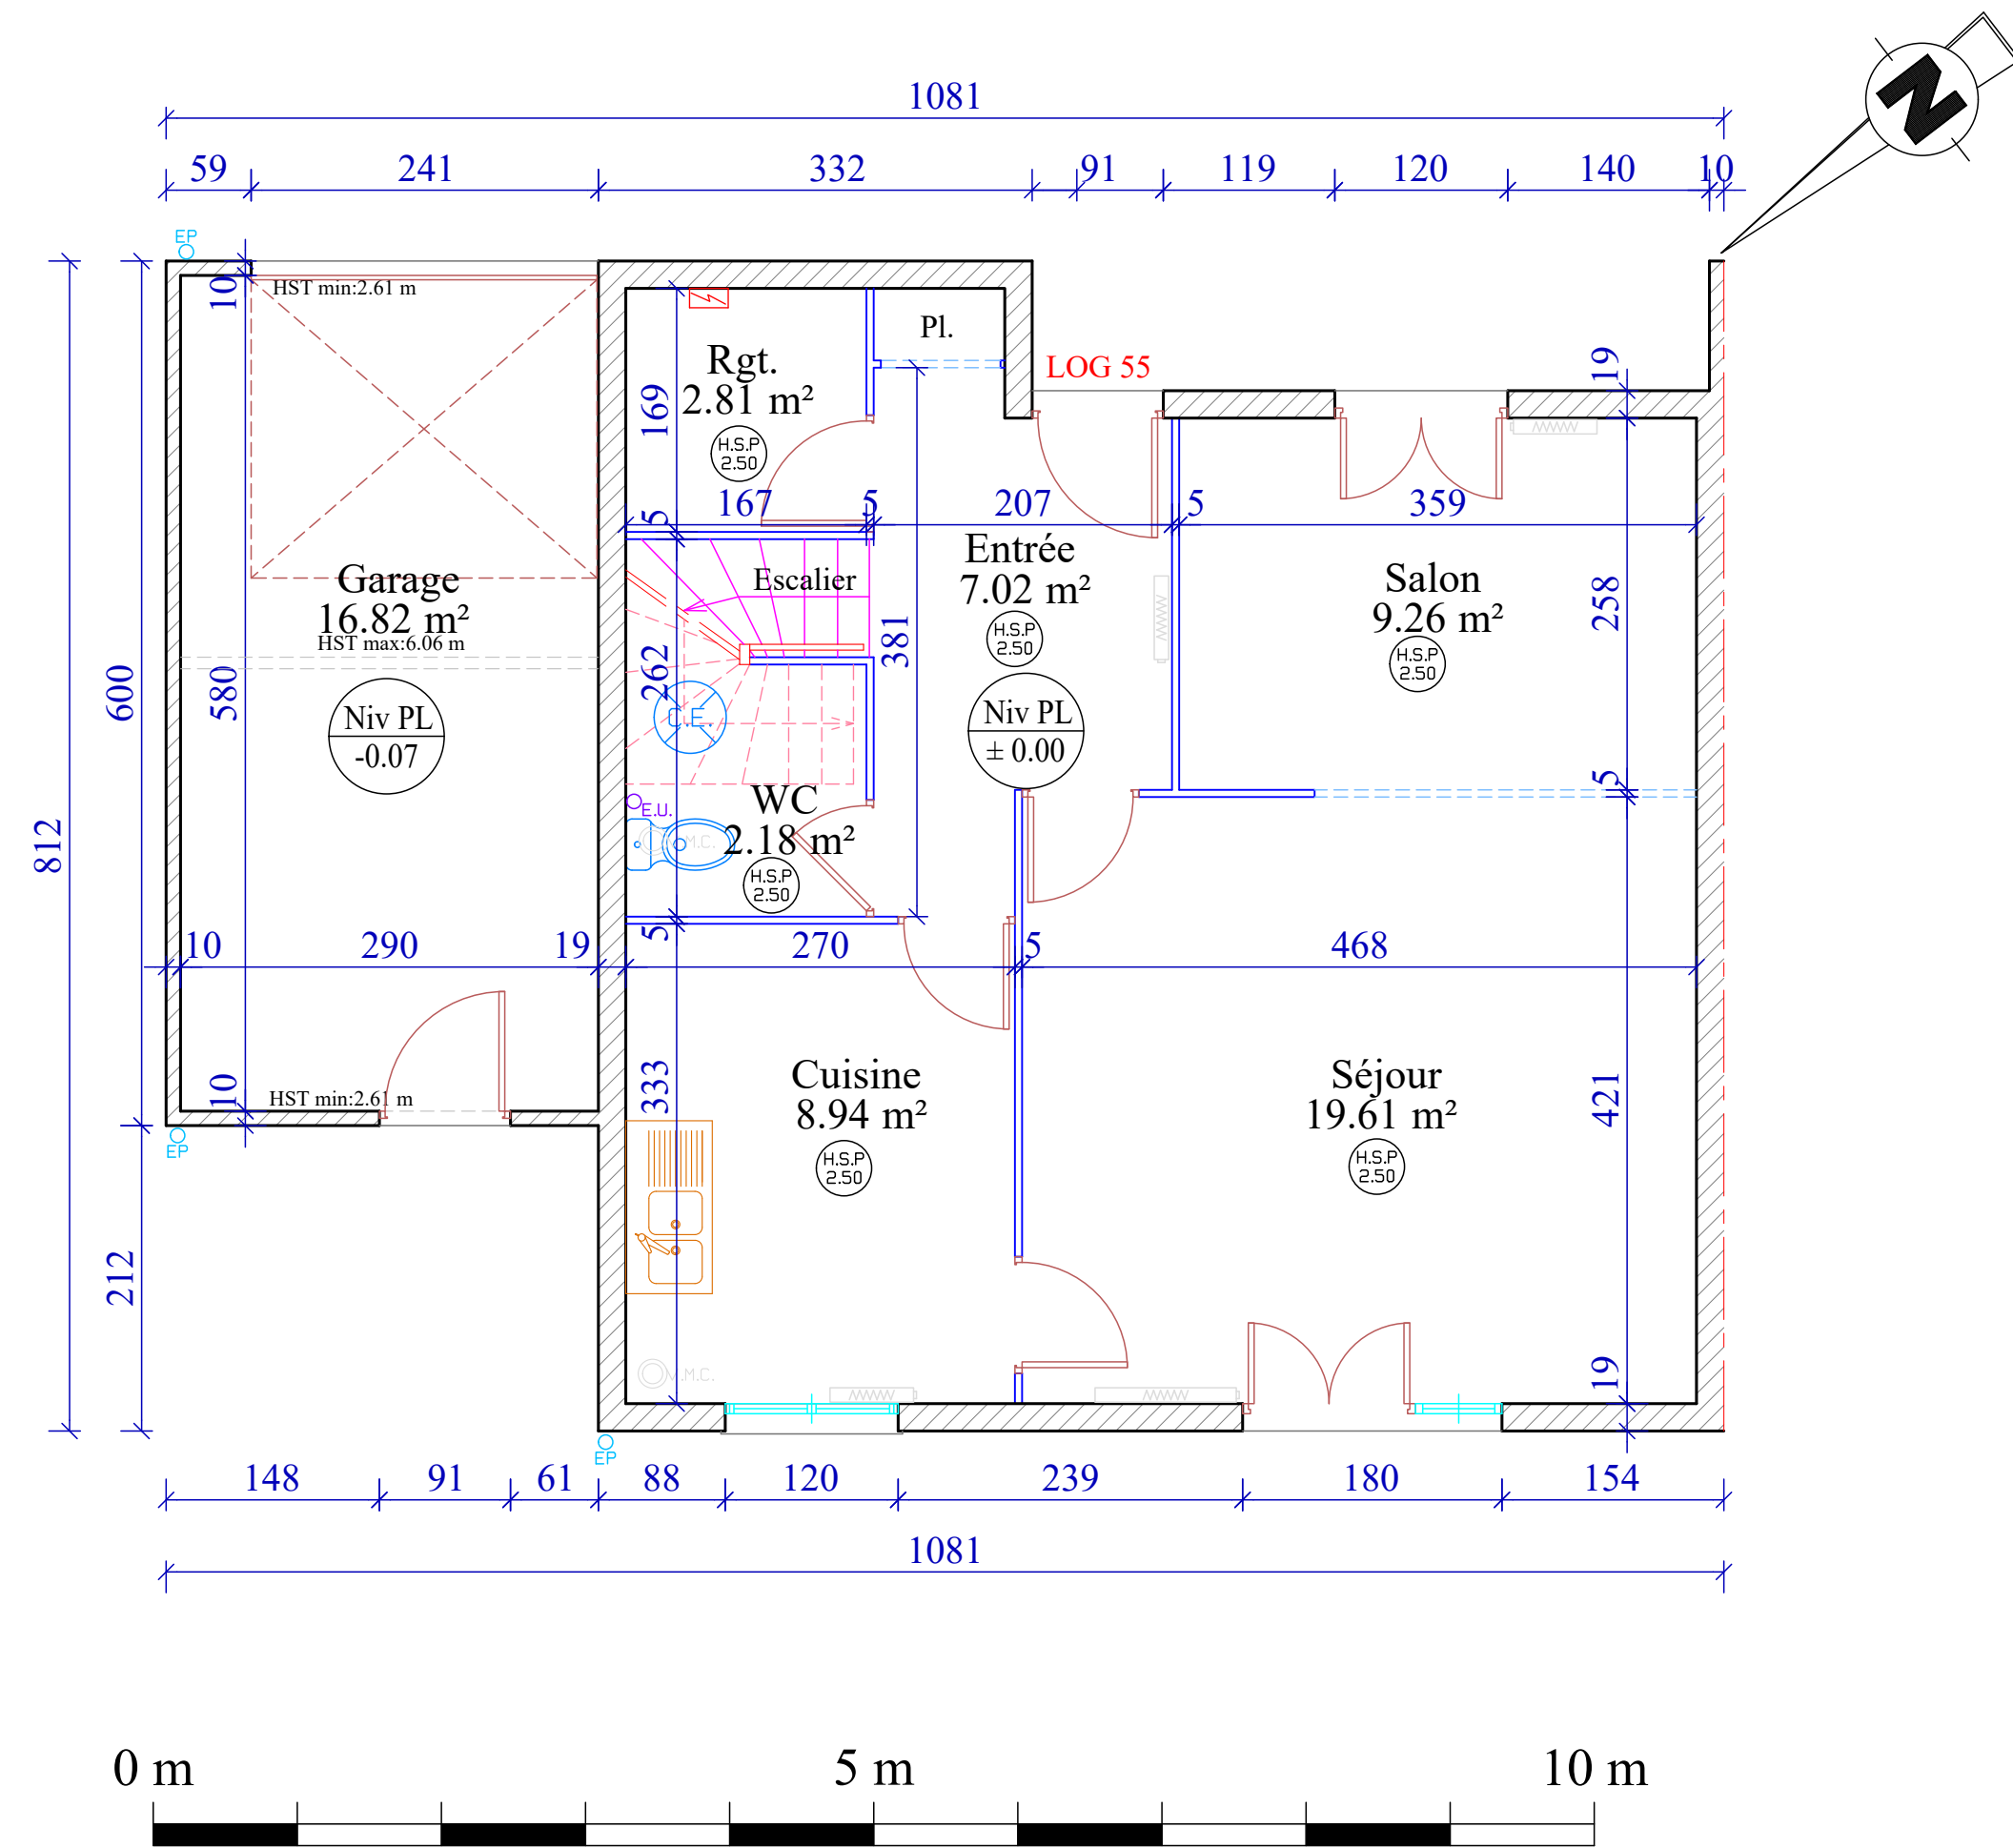 N
1081
59 241 332 91 119 120 140 10
EP
10
HST min:2.61 m
Pl.
LOG 55
19
Rgt.
2.81 m²
H.S.P
2.50
169
167 5 207 5 359
5
Escalier
Entrée
7.02 m²
H.S.P
2.50
Salon
9.26 m²
H.S.P
2.50
258
Garage
16.82 m²
HST max:6.06 m
381
262
600
580
Niv PL
-0.07
C.E.
Niv PL
± 0.00
5
812
E.U.
WC
2.18 m²
V.M.C.
H.S.P
2.50
5
10 290 19 270 5 468
333
Cuisine
8.94 m²
H.S.P
2.50
Séjour
19.61 m²
H.S.P
2.50
421
10
HST min:2.61 m
EP
212
V.M.C.
19
EP
148 91 61 88 120 239 180 154
1081
0 m 5 m 10 m